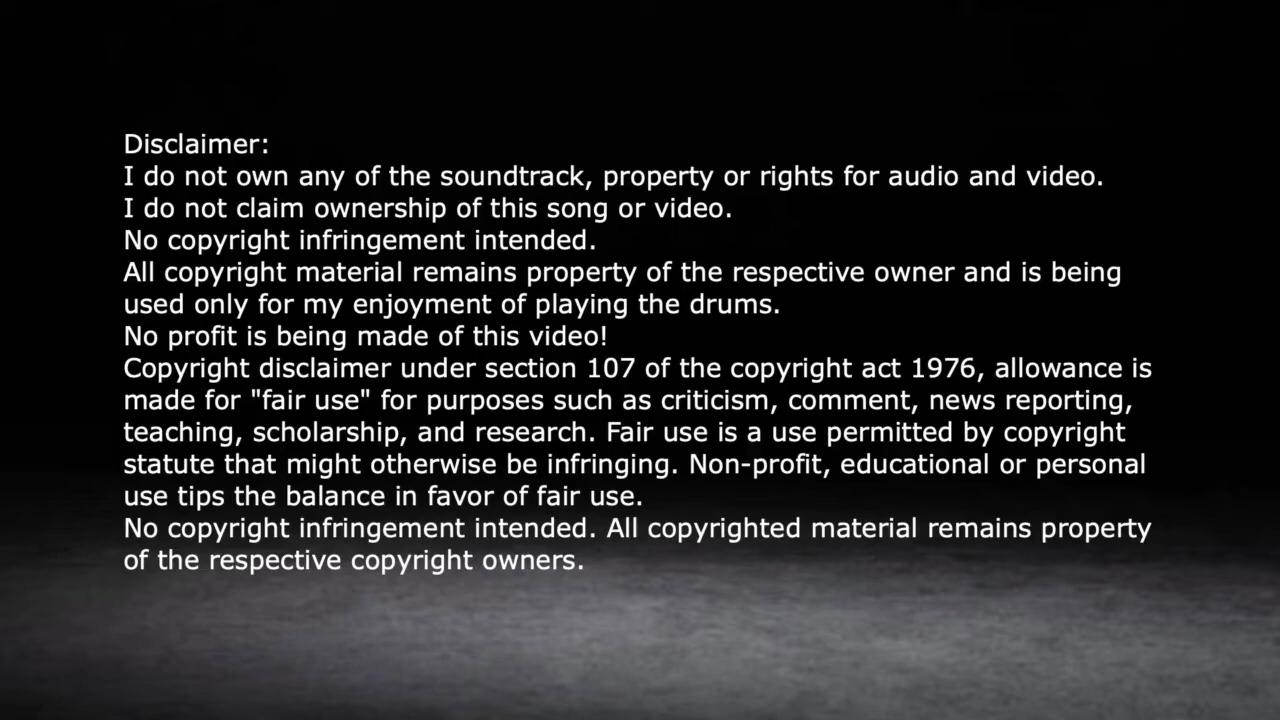 Disclaimer:
I do not own any of the soundtrack, property or rights for audio and video.
I do not claim ownership of this song or video.
No copyright infringement intended.
All copyright material remains property of the respective owner and is being
used only for my enjoyment of playing the drums.
No profit is being made of this video!
Copyright disclaimer under section 107 of the copyright act 1976, allowance is
made for "fair use" for purposes such as criticism, comment, news reporting,
teaching, scholarship, and research. Fair use is a use permitted by copyright
statute that might otherwise be infringing. Non-profit, educational or personal
use tips the balance in favor of fair use.
No copyright infringement intended. All copyrighted material remains property
of the respective copyright owners.